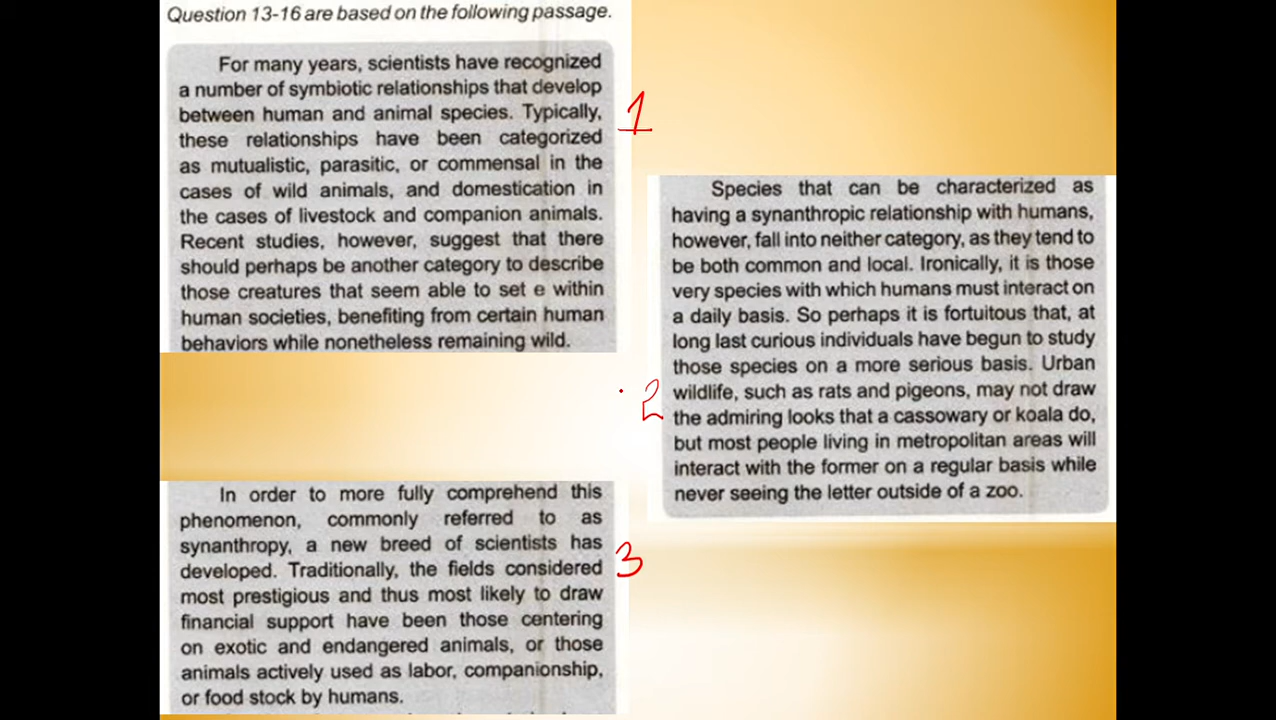 Question 13-16 are based on the following passage.
For many years, scientists have recognized
a number of symbiotic relationships that develop
between human and animal species. Typically,
these relationships have been categorized
as mutualistic, parasitic, or commensal in the
cases of wild animals, and domestication in
the cases of livestock and companion animals.
Recent studies, however, suggest that there
should perhaps be another category to describe
those creatures that seem able to set e within
human societies, benefiting from certain human
behaviors while nonetheless remaining wild.
1
Species that can be characterized as
having a synanthropic relationship with humans,
however, fall into neither category, as they tend to
be both common and local. Ironically, it is those
very species with which humans must interact on
a daily basis. So perhaps it is fortuitous that, at
long last curious individuals have begun to study
those species on a more serious basis. Urban
wildlife, such as rats and pigeons, may not draw
the admiring looks that a cassowary or koala do,
but most people living in metropolitan areas will
interact with the former on a regular basis while
never seeing the letter outside of a zoo.
2
In order to more fully comprehend this
phenomenon, commonly referred to as
synanthropy, a new breed of scientists has
developed. Traditionally, the fields considered
most prestigious and thus most likely to draw
financial support have been those centering
on exotic and endangered animals, or those
animals actively used as labor, companionship,
or food stock by humans.
3